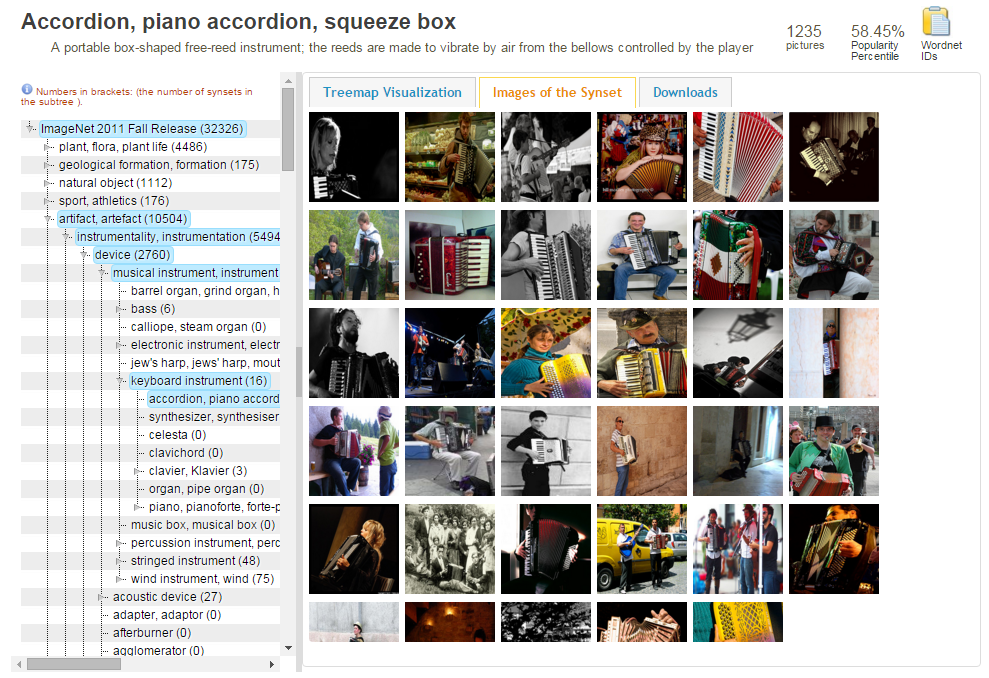 Accordion, piano accordion, squeeze box
A portable box-shaped free-reed instrument; the reeds are made to vibrate by air from the bellows controlled by the player
1235
pictures
58.45%
Popularity
Percentile
Wordnet
IDs
Numbers in brackets: (the number of synsets in
the subtree ).
ImageNet 2011 Fall Release (32326)
plant, flora, plant life (4486)
geological formation, formation (175)
natural object (1112)
sport, athletics (176)
artifact, artefact (10504)
instrumentality, instrumentation (5494
device (2760)
musical instrument, instrument
barrel organ, grind organ, h
bass (6)
calliope, steam organ (0)
electronic instrument, electr
jew's harp, jews' harp, mout
keyboard instrument (16)
accordion, piano accord
synthesizer, synthesiser
celesta (0)
clavichord (0)
clavier, Klavier (3)
organ, pipe organ (0)
piano, pianoforte, forte-p
music box, musical box (0)
percussion instrument, perc
stringed instrument (48)
wind instrument, wind (75)
acoustic device (27)
adapter, adaptor (0)
afterburner (0)
agglomerator (0)
Treemap Visualization
Images of the Synset
Downloads